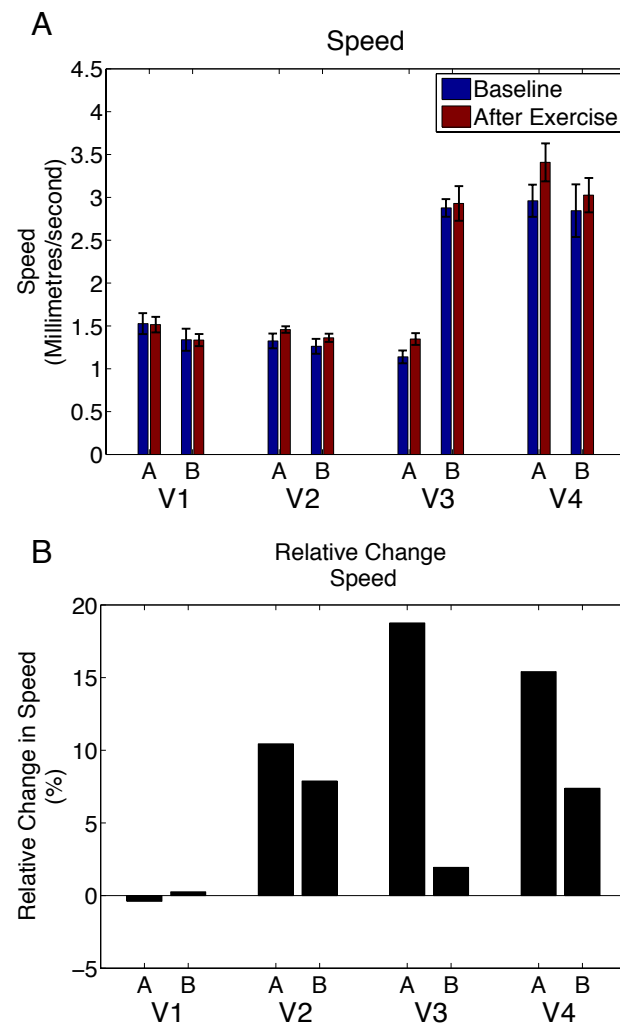 A
Speed
4.5
4
3.5
3
2.5
2
1.5
1
0.5
0
Speed
(Millimetres/second)
Baseline
After Exercise
A B A B A B A B
V1 V2 V3 V4
B
Relative Change
Speed
20
15
10
5
0
−5
Relative Change in Speed
(%)
A B A B A B A B
V1 V2 V3 V4